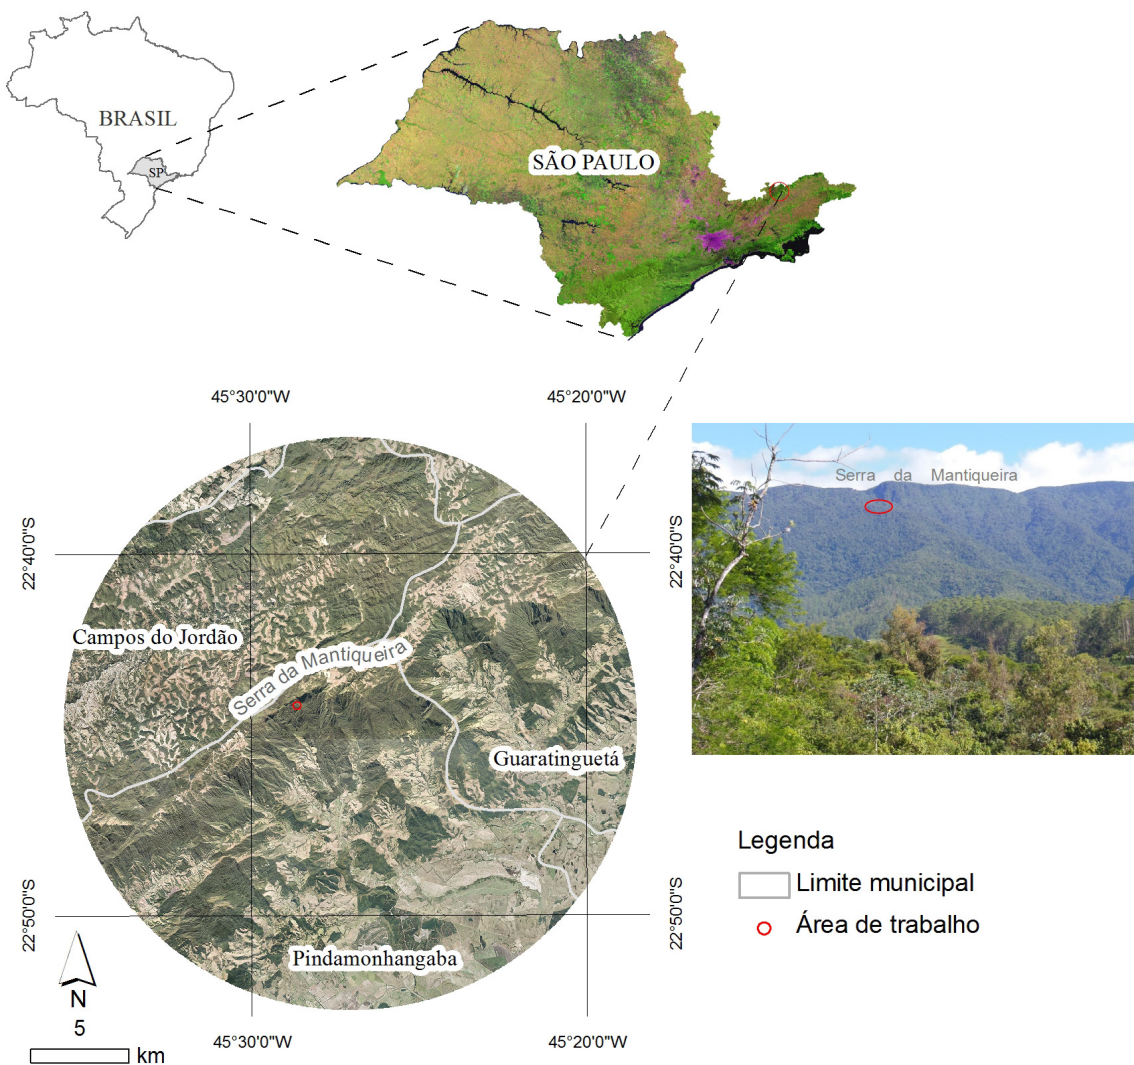 BRASIL
SP
SÃO PAULO
45°30'0"W
45°20'0"W
22°40'0"S
22°40'0"S
Serra da Mantiqueira
Campos do Jordão
Serra da Mantiqueira
Guaratinguetá
Legenda
Limite municipal
Área de trabalho
22°50'0"S
22°50'0"S
Pindamonhangaba
N
5
km
45°30'0"W
45°20'0"W